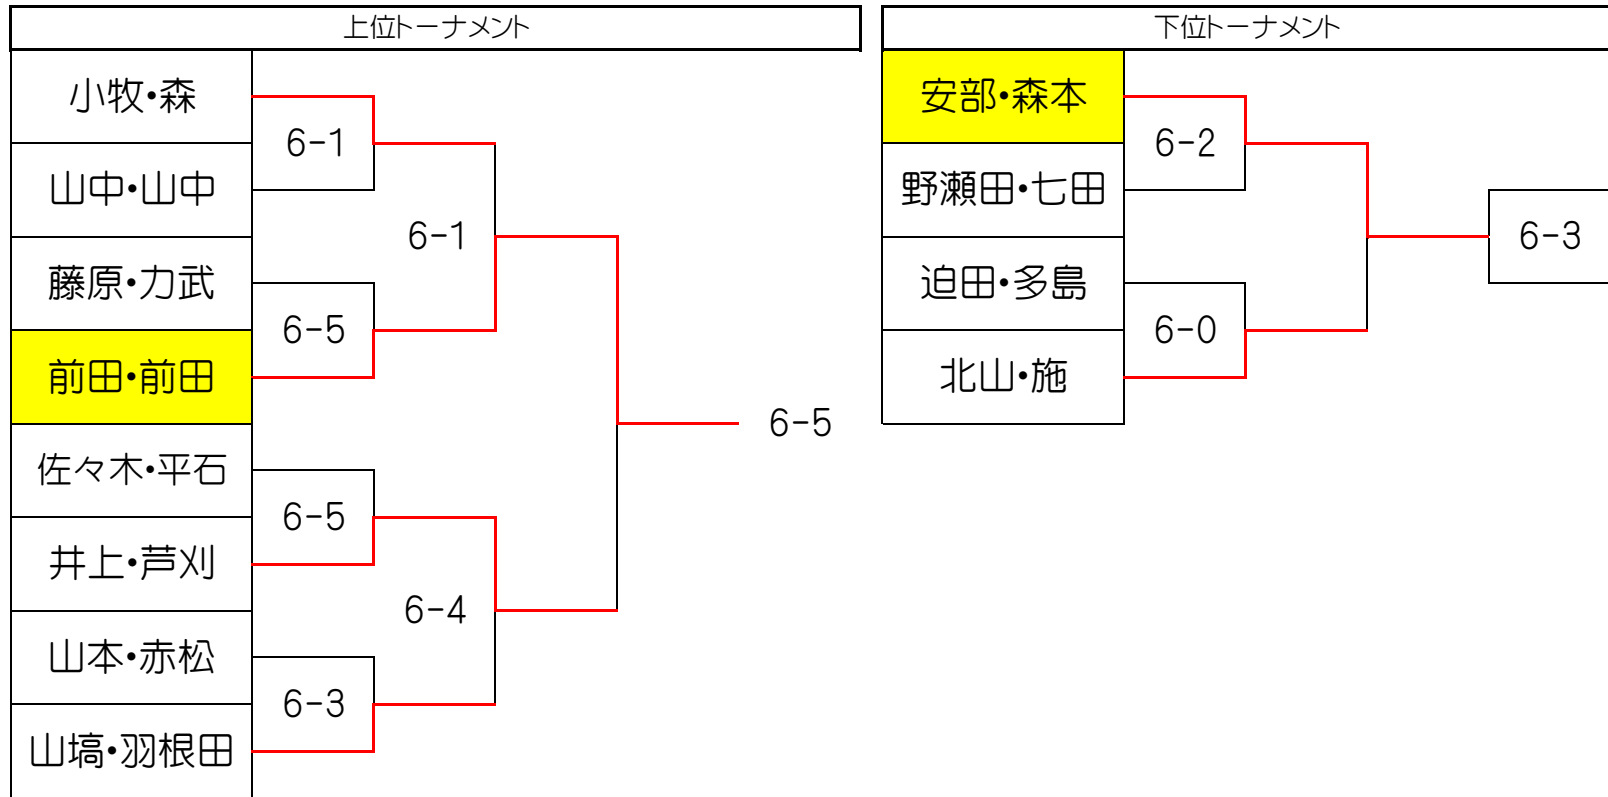 上位トーナメント
小牧・森
山中・山中
藤原・力武
前田・前田
佐々木・平石
井上・芦刈
山本・赤松
山塙・羽根田
6-1
6-5
6-5
6-3
6-1
6-4
6-5
下位トーナメント
安部・森本
野瀬田・七田
迫田・多島
北山・施
6-2
6-0
6-3